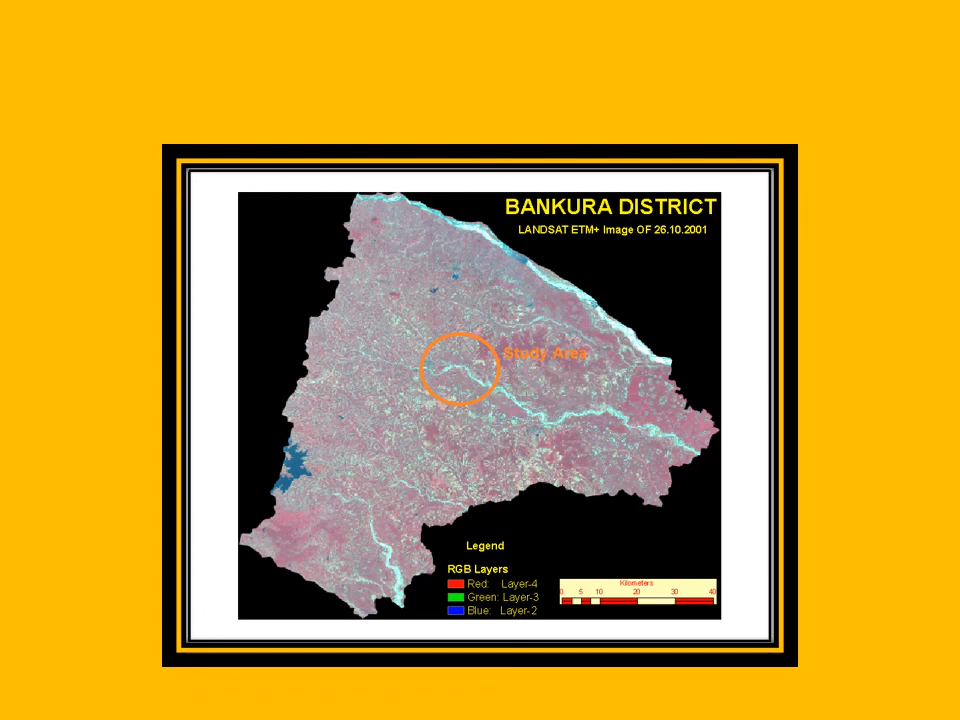 BANKURA DISTRICT
LANDSAT ETM+ Image OF 26.10.2001
Study Area
Legend
RGB Layers
Red: Layer-4
Green: Layer-3
Blue: Layer-2
Kilometers
0 5 10 20 30 40